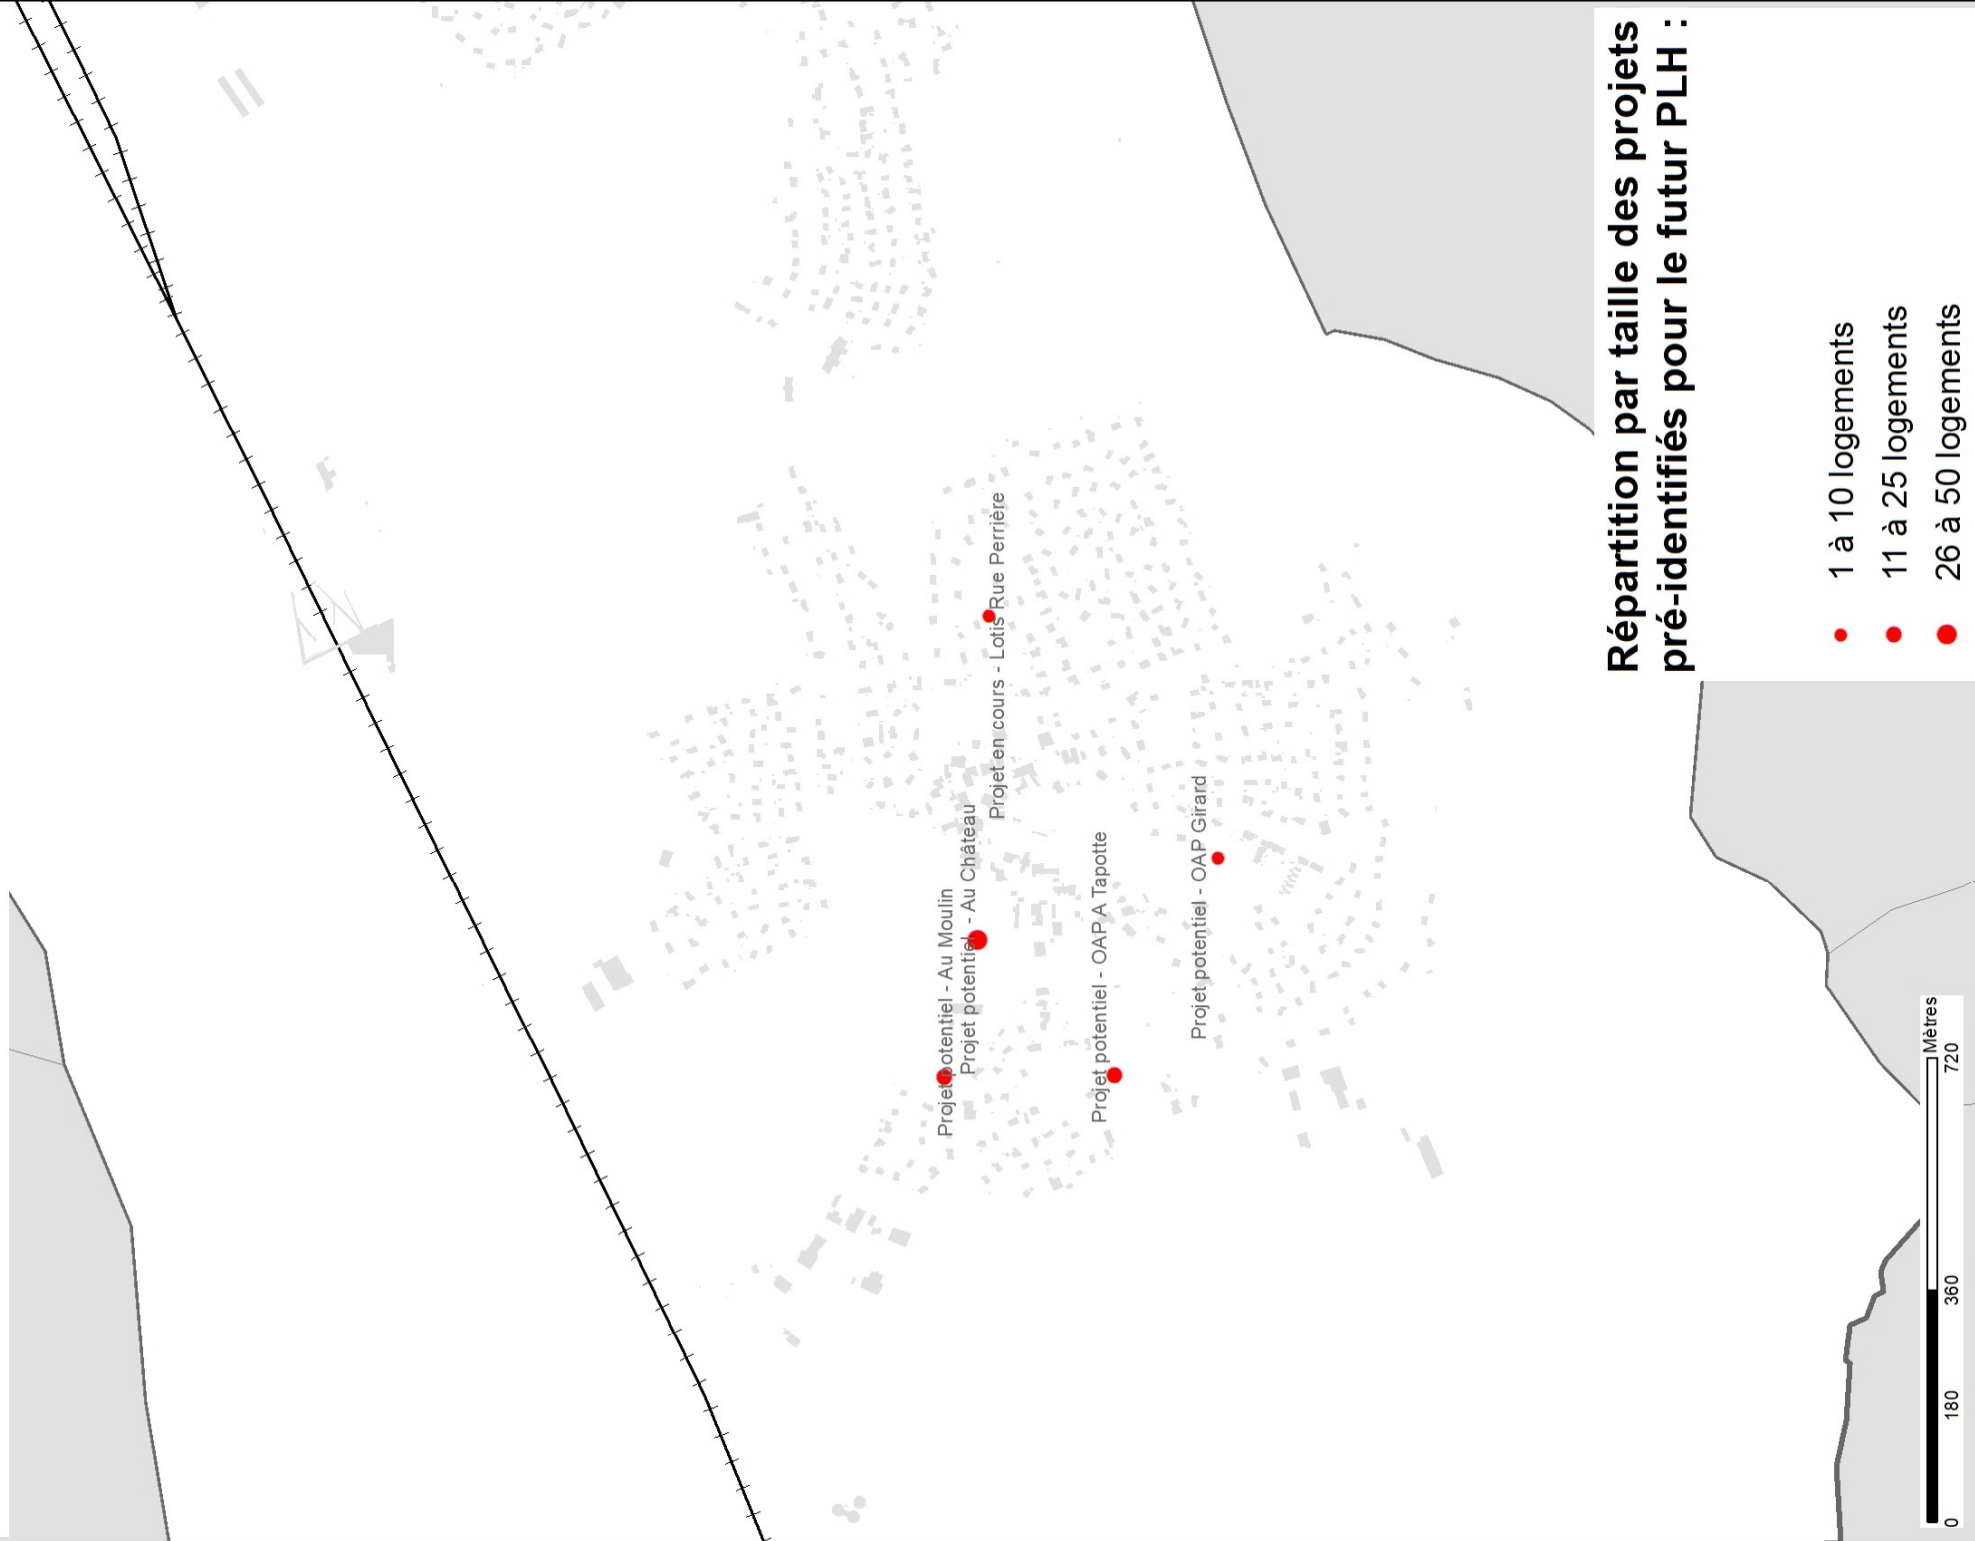 Répartition par taille des projets
pré-identifiés pour le futur PLH :
1 à 10 logements
11 à 25 logements
26 à 50 logements
Projet potentiel - Au Moulin
Projet potentiel - Au Château
Projet en cours - Lotis Rue Perrière
Projet potentiel - OAP A Tapotte
Projet potentiel - OAP Girard
Mètres
0 180 360 720